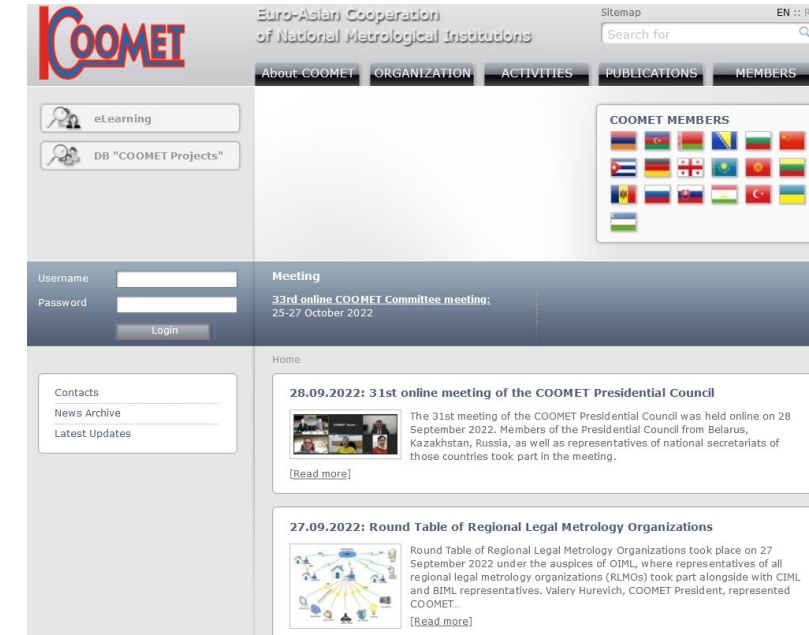 COOMET
Euro-Asian Cooperation
of National Metrological Institutions
Sitemap
EN :: R
Search for
About COOMET
ORGANIZATION
ACTIVITIES
PUBLICATIONS
MEMBERS
eLearning
DB "COOMET Projects"
COOMET MEMBERS
Username
Password
Login
Meeting
33rd online COOMET Committee meeting:
25-27 October 2022
Contacts
News Archive
Latest Updates
Home
28.09.2022: 31st online meeting of the COOMET Presidential Council
The 31st meeting of the COOMET Presidential Council was held online on 28
September 2022. Members of the Presidential Council from Belarus,
Kazakhstan, Russia, as well as representatives of national secretariats of
those countries took part in the meeting.
[Read more]
27.09.2022: Round Table of Regional Legal Metrology Organizations
Round Table of Regional Legal Metrology Organizations took place on 27
September 2022 under the auspices of OIML, where representatives of all
regional legal metrology organizations (RLMOs) took part alongside with CIML
and BIML representatives. Valery Hurevich, COOMET President, represented
COOMET...
[Read more]